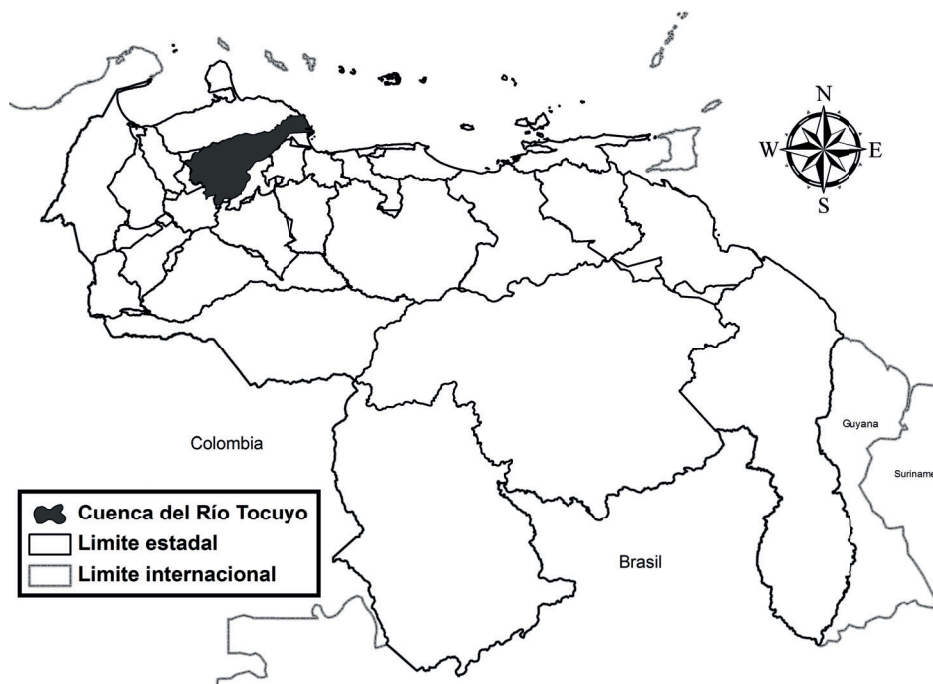 N
W E
S
Guyana
Suriname
Colombia
Brasil
Cuenca del Río Tocuyo
Limite estadal
Limite internacional